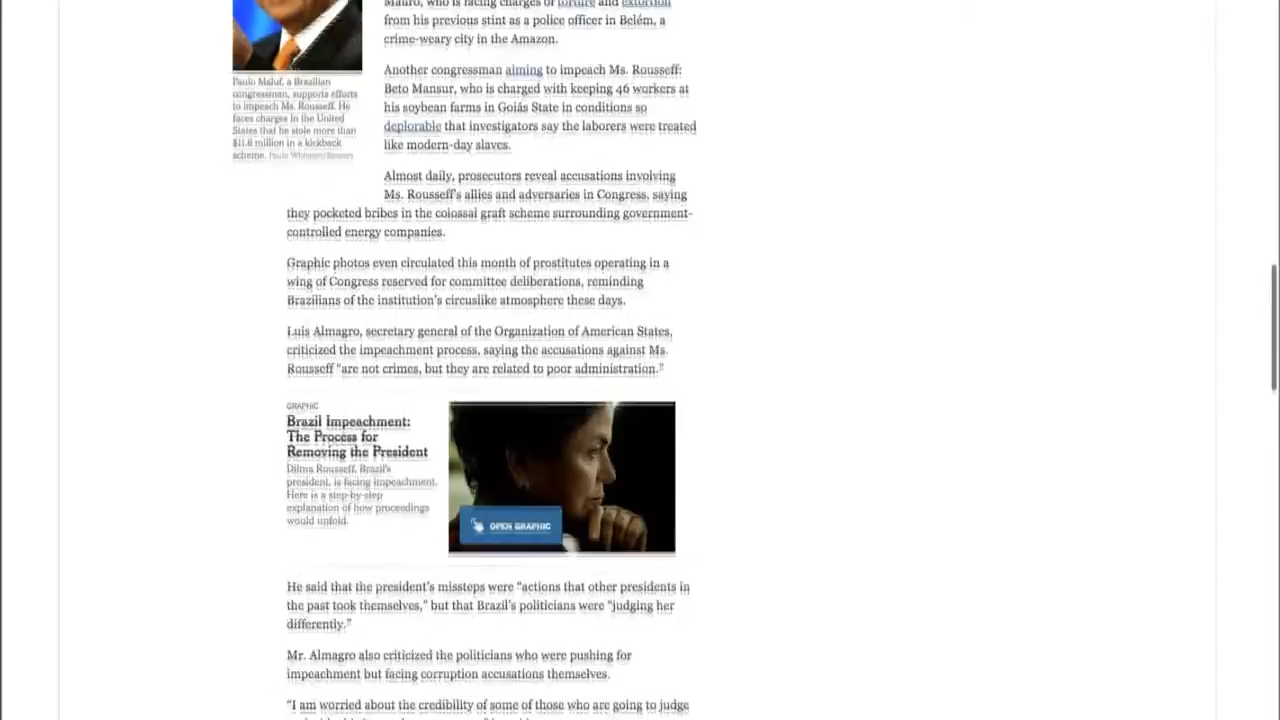 Mauro, who is facing charges of torture and extortion
from his previous stint as a police officer in Belém, a
crime-weary city in the Amazon.
Another congressman aiming to impeach Ms. Rousseff:
Beto Mansur, who is charged with keeping 46 workers at
his soybean farms in Goiás State in conditions so
deplorable that investigators say the laborers were treated
like modern-day slaves.
Paulo Maluf, a Brazilian
congressman, supports efforts
to impeach Ms. Rousseff. He
faces charges in the United
States that he stole more than
$11.6 million in a kickback
scheme. Paulo Whitaker/Reuters
Almost daily, prosecutors reveal accusations involving
Ms. Rousseff's allies and adversaries in Congress, saying
they pocketed bribes in the colossal graft scheme surrounding government-
controlled energy companies.
Graphic photos even circulated this month of prostitutes operating in a
wing of Congress reserved for committee deliberations, reminding
Brazilians of the institution's circuslike atmosphere these days.
Luis Almagro, secretary general of the Organization of American States,
criticized the impeachment process, saying the accusations against Ms.
Rousseff “are not crimes, but they are related to poor administration.”
GRAPHIC
Brazil Impeachment:
The Process for
Removing the President
Dilma Rousseff, Brazil's
president, is facing impeachment.
Here is a step-by-step
explanation of how proceedings
would unfold.
OPEN GRAPHIC
He said that the president's missteps were “actions that other presidents in
the past took themselves,” but that Brazil's politicians were “judging her
differently.”
Mr. Almagro also criticized the politicians who were pushing for
impeachment but facing corruption accusations themselves.
“I am worried about the credibility of some of those who are going to judge